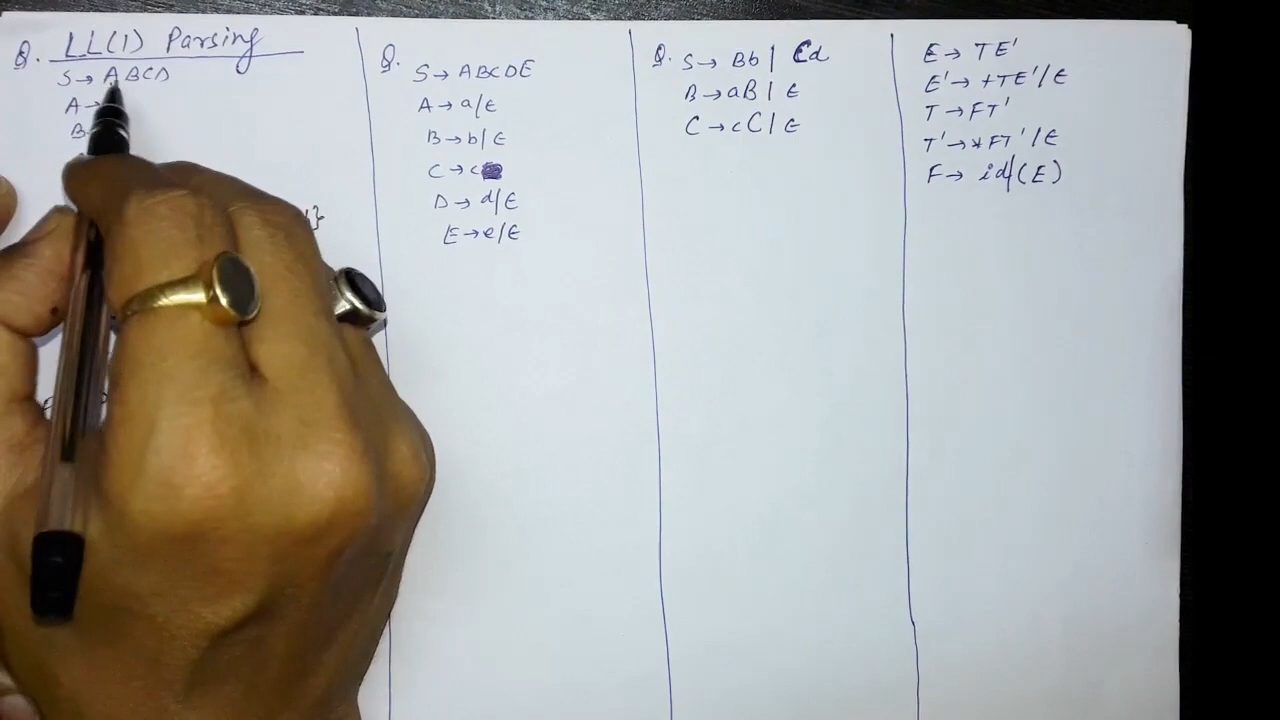 Q. LL(1) Parsing
S → ABCD
A →
B →
}
Q.
S → ABCDE
A → a/ε
B → b/ε
C → c
D → d/ε
E → e/ε
Q. S → Bb | Cd
B → aB | ε
C → cC | ε
E → TE'
E' → +TE'/ε
T → FT'
T' → *FT'/ε
F → id/(E)